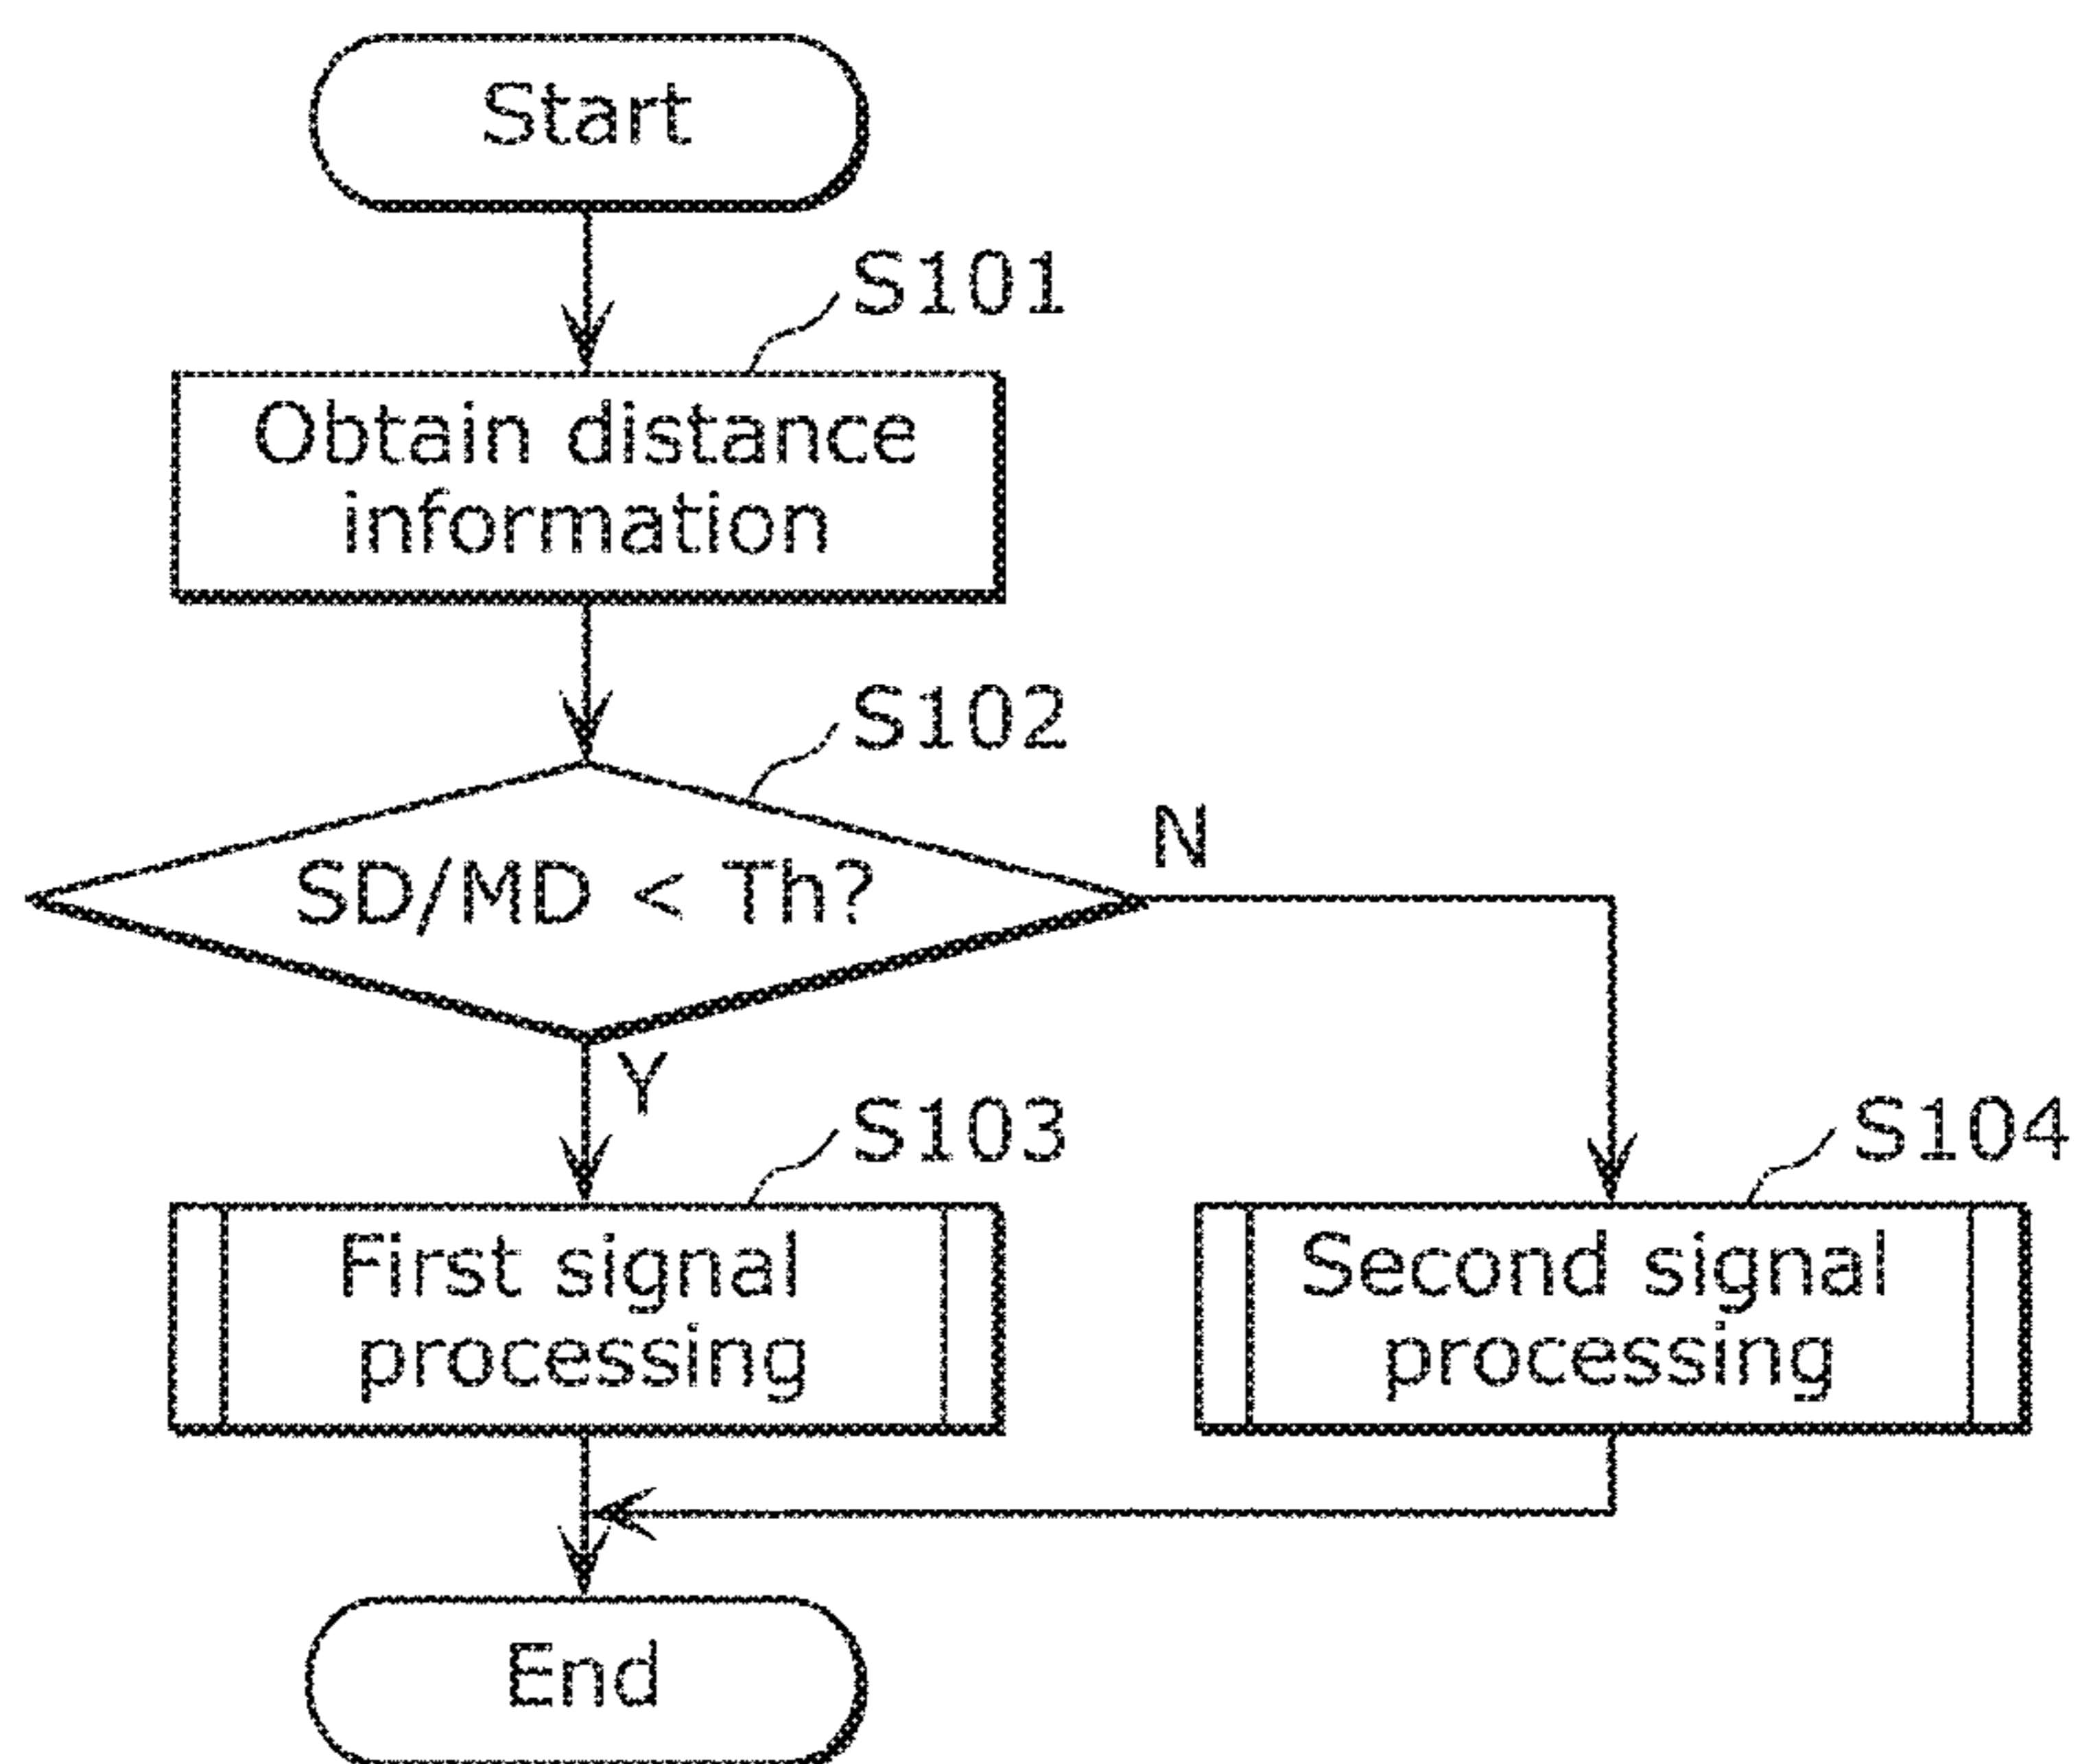 Start
S101
Obtain distance
information
S102
SD/MD < Th?
N
Y
S103
First signal
processing
S104
Second signal
processing
End